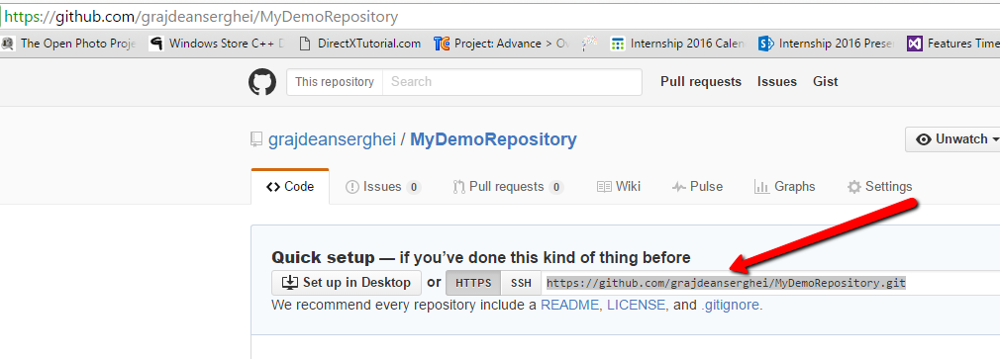 https://github.com/grajdeanserghei/MyDemoRepository
The Open Photo Proje Windows Store C++ D DirectXTutorial.com TC Project: Advance > Ov Internship 2016 Calen Internship 2016 Prese Features Time
This repository Search Pull requests Issues Gist
grajdeanserghei / MyDemoRepository Unwatch
Code Issues 0 Pull requests 0 Wiki Pulse Graphs Settings
Quick setup — if you’ve done this kind of thing before
Set up in Desktop or HTTPS SSH https://github.com/grajdeanserghei/MyDemoRepository.git
We recommend every repository include a README, LICENSE, and .gitignore.